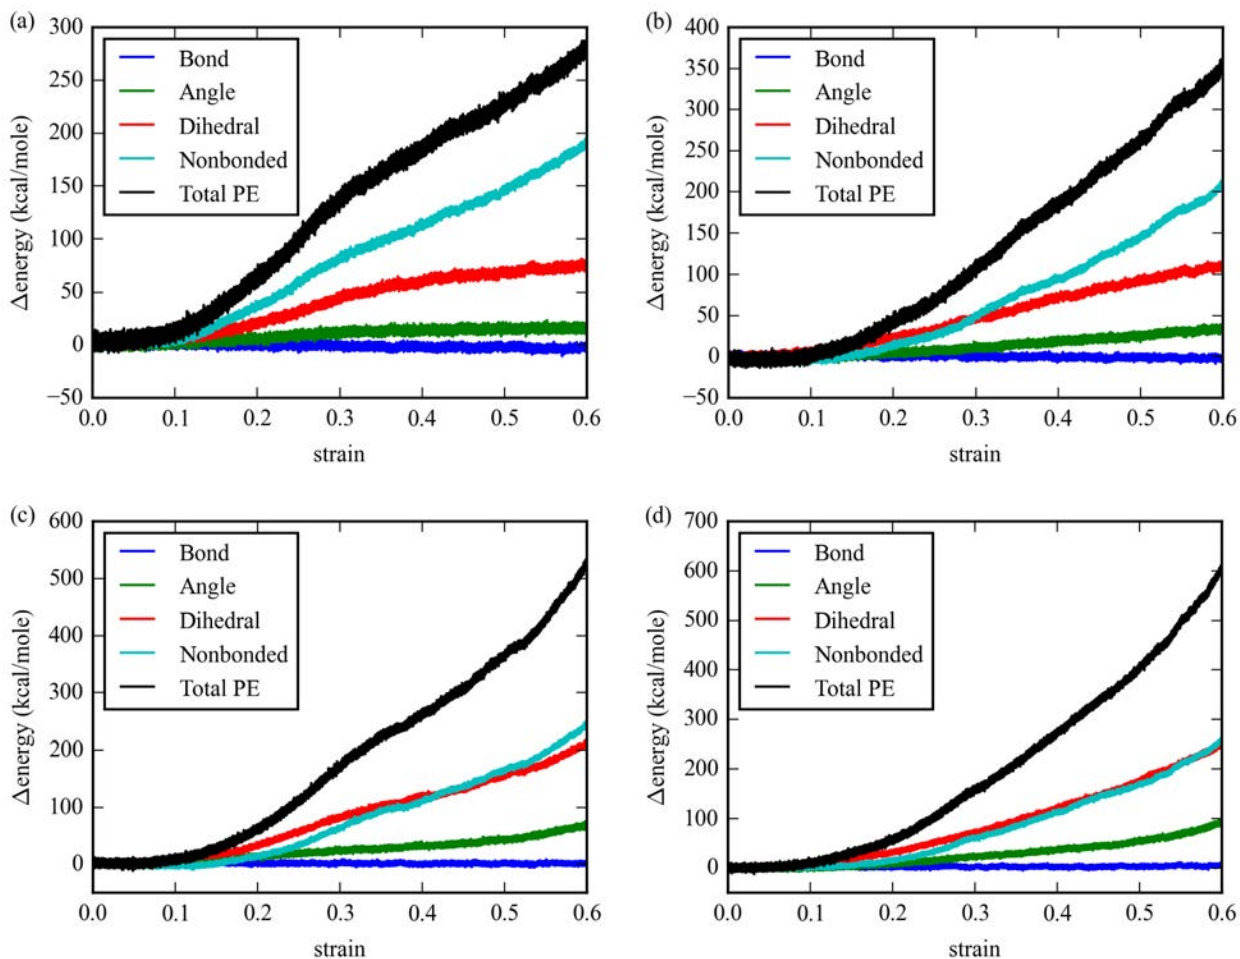 (a)
300
250
200
150
100
50
0
−50
Δenergy (kcal/mole)
Bond
Angle
Dihedral
Nonbonded
Total PE
0.0 0.1 0.2 0.3 0.4 0.5 0.6
strain
(b)
400
350
300
250
200
150
100
50
0
−50
Δenergy (kcal/mole)
Bond
Angle
Dihedral
Nonbonded
Total PE
0.0 0.1 0.2 0.3 0.4 0.5 0.6
strain
(c)
600
500
400
300
200
100
0
Δenergy (kcal/mole)
Bond
Angle
Dihedral
Nonbonded
Total PE
0.0 0.1 0.2 0.3 0.4 0.5 0.6
strain
(d)
700
600
500
400
300
200
100
0
Δenergy (kcal/mole)
Bond
Angle
Dihedral
Nonbonded
Total PE
0.0 0.1 0.2 0.3 0.4 0.5 0.6
strain